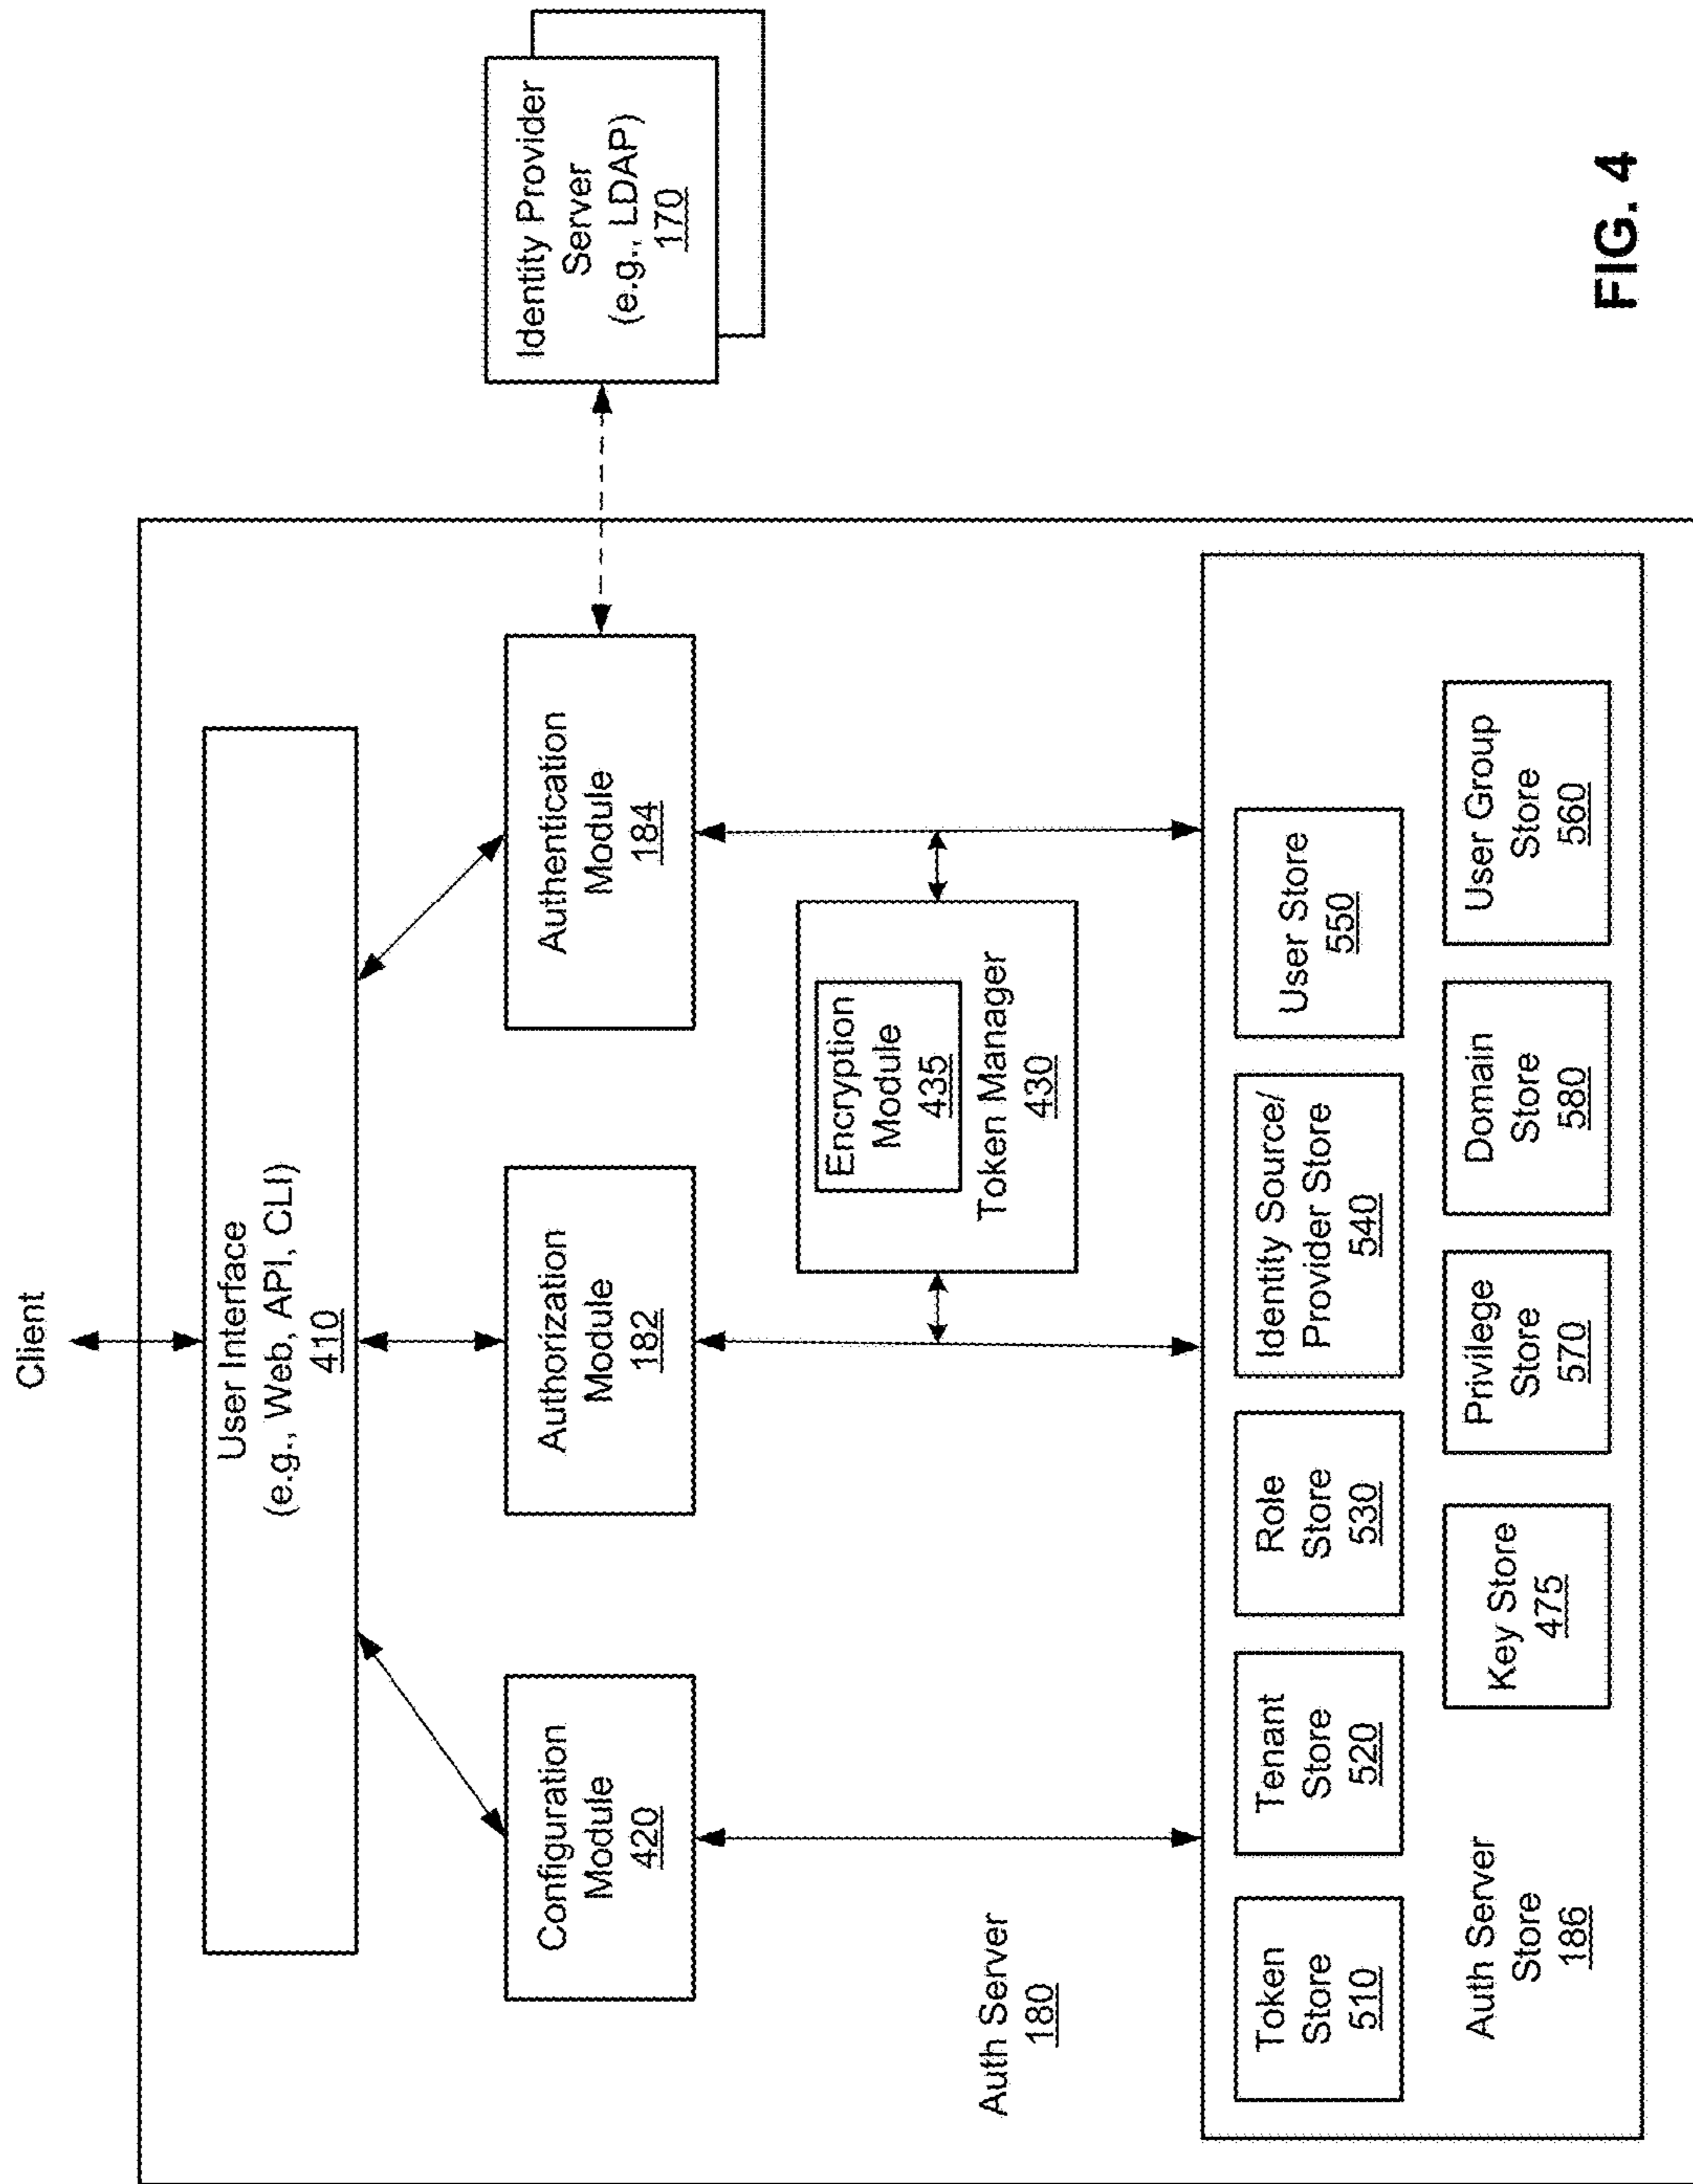 Client
User Interface
(e.g., Web, API, CLI)
410
Configuration
Module
420
Authorization
Module
182
Authentication
Module
184
Identity Provider
Server
(e.g., LDAP)
170
Encryption
Module
435
Token Manager
430
Auth Server
180
Token
Store
510
Tenant
Store
520
Role
Store
530
Identity Source/
Provider Store
540
User Store
550
Auth Server
Store
186
Key Store
475
Privilege
Store
570
Domain
Store
580
User Group
Store
560
FIG. 4